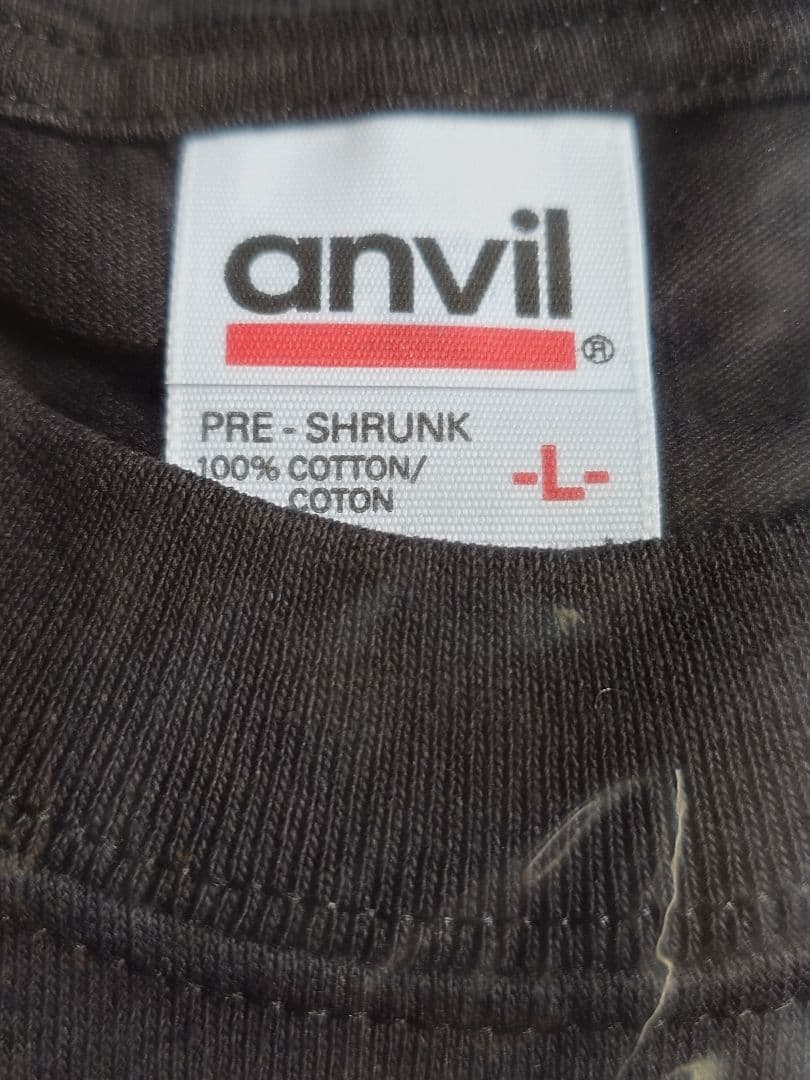 anvil®
PRE - SHRUNK
100% COTTON/
COTON
-L-